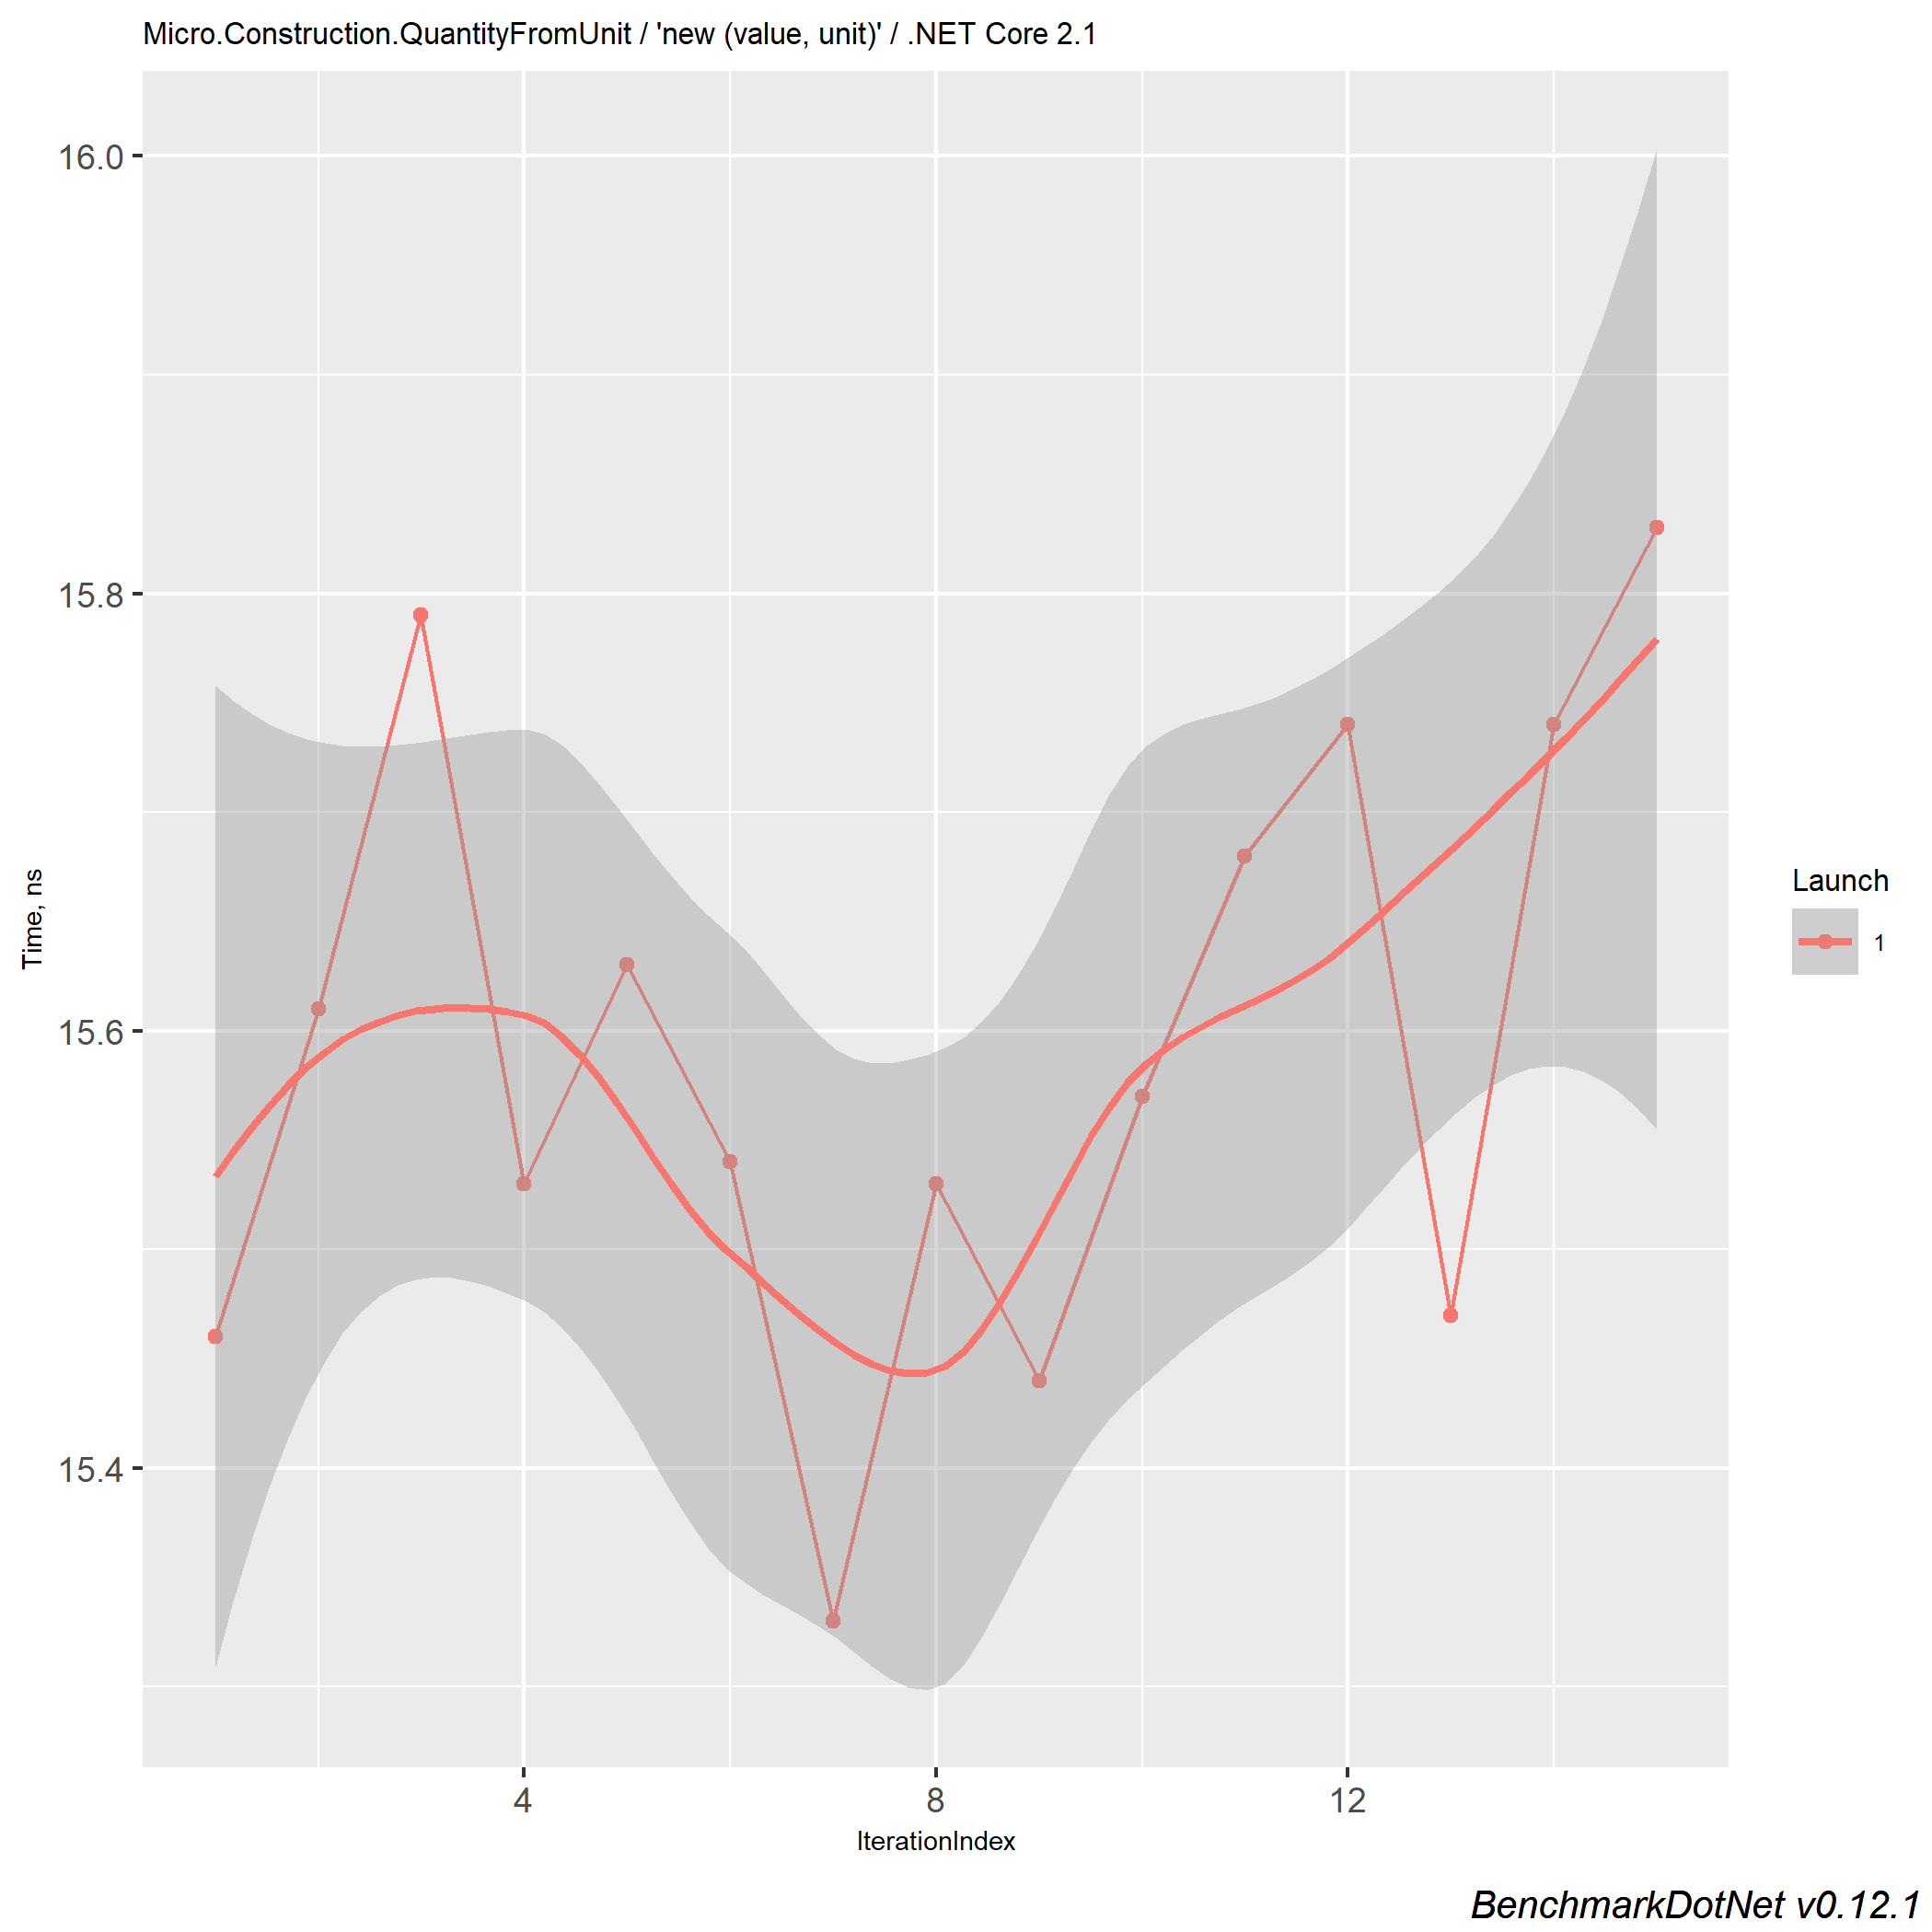 Micro.Construction.QuantityFromUnit / 'new (value, unit)' / .NET Core 2.1
16.0
15.8
15.6
15.4
Time, ns
4 8 12
IterationIndex
Launch
1
BenchmarkDotNet v0.12.1